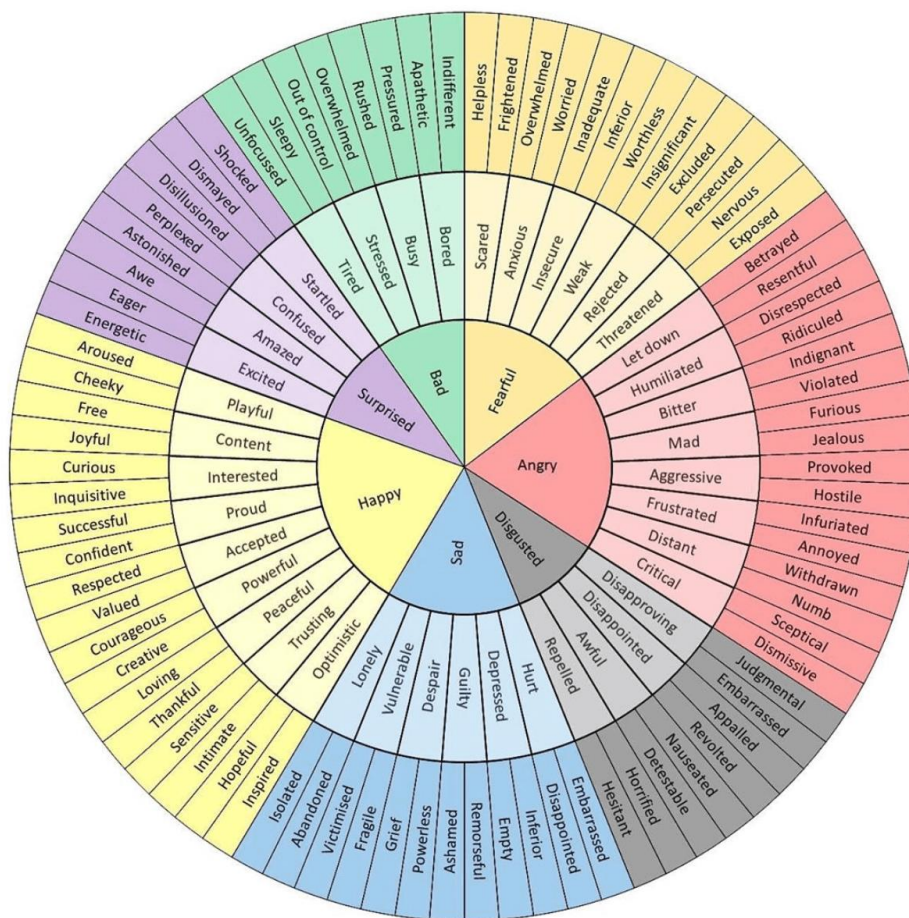 Fearful
Angry
Disgusted
Sad
Happy
Surprised
Bad
Scared
Anxious
Insecure
Weak
Rejected
Threatened
Let down
Humiliated
Bitter
Mad
Aggressive
Frustrated
Distant
Critical
Disapproving
Disappointed
Awful
Repelled
Hurt
Depressed
Guilty
Despair
Vulnerable
Lonely
Optimistic
Trusting
Peaceful
Powerful
Accepted
Proud
Interested
Content
Playful
Excited
Amazed
Confused
Startled
Tired
Stressed
Busy
Bored
Helpless
Frightened
Overwhelmed
Worried
Inadequate
Inferior
Worthless
Insignificant
Excluded
Persecuted
Nervous
Exposed
Betrayed
Resentful
Disrespected
Ridiculed
Indignant
Violated
Furious
Jealous
Provoked
Hostile
Infuriated
Annoyed
Withdrawn
Numb
Sceptical
Dismissive
Judgmental
Embarrassed
Appalled
Revolted
Nauseated
Detestable
Horrified
Hesitant
Embarrassed
Disappointed
Inferior
Empty
Remorseful
Ashamed
Powerless
Grief
Fragile
Victimised
Abandoned
Isolated
Inspired
Hopeful
Intimate
Sensitive
Thankful
Loving
Creative
Courageous
Valued
Respected
Confident
Successful
Inquisitive
Curious
Joyful
Free
Cheeky
Aroused
Energetic
Eager
Awe
Astonished
Perplexed
Disillusioned
Dismayed
Shocked
Unfocussed
Sleepy
Out of control
Overwhelmed
Rushed
Pressured
Apathetic
Indifferent